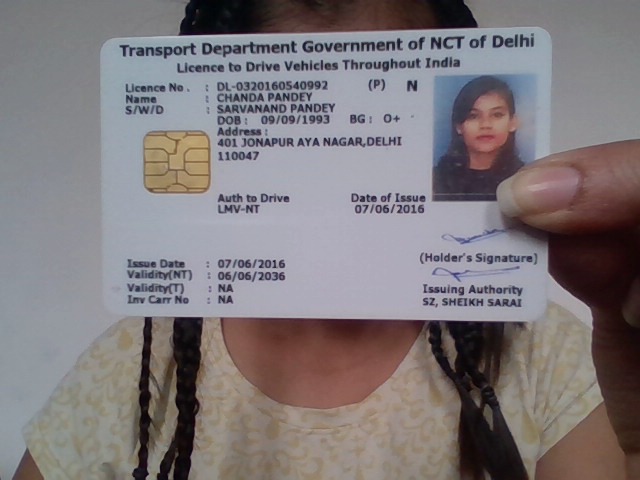 Transport Department Government of NCT of Delhi
Licence to Drive Vehicles Throughout India
Licence No. : DL-0320160540992 (P) N
Name : CHANDA PANDEY
S/W/D : SARVANAND PANDEY
DOB : 09/09/1993 BG : O+
Address :
401 JONAPUR AYA NAGAR,DELHI
110047
Auth to Drive Date of Issue
LMV-NT 07/06/2016
Issue Date : 07/06/2016
Validity(NT) : 06/06/2036
Validity(T) : NA
Inv Carr No : NA
(Holder's Signature)
Issuing Authority
SZ, SHEIKH SARAI